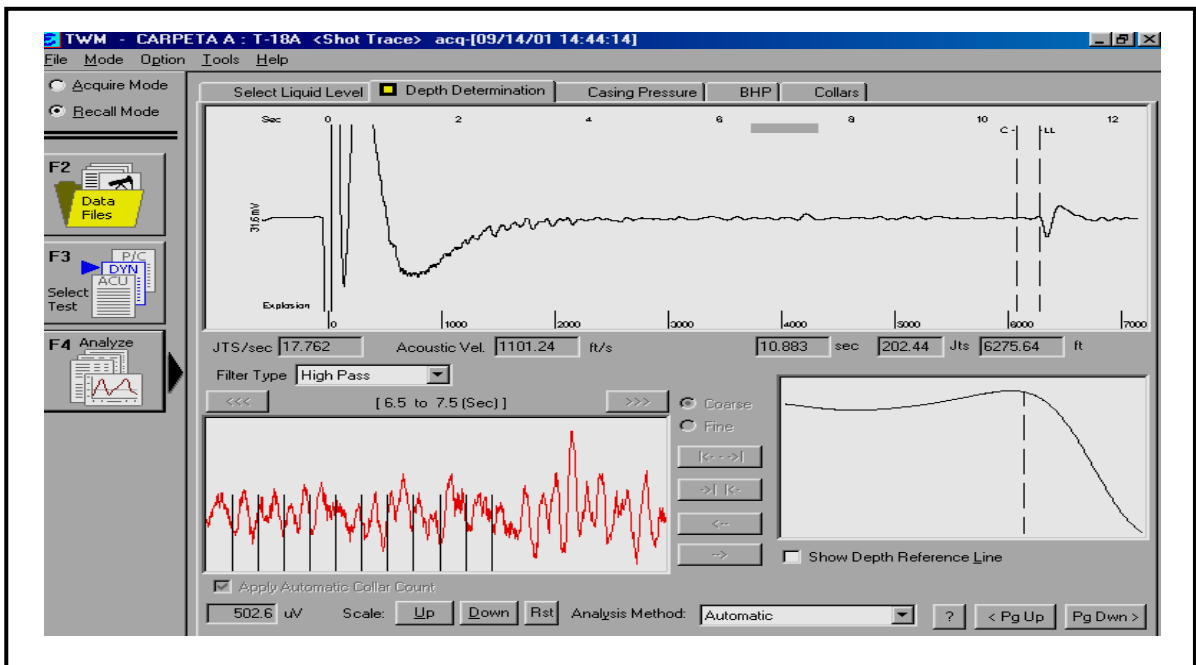 TWM - CARPETA A : T-18A <Shot Trace> acq-[09/14/01 14:44:14]
File Mode Option Tools Help
Acquire Mode
Recall Mode
F2
Data
Files
F3
P/C
DYN
ACU
Select
Test
F4 Analyze
Select Liquid Level Depth Determination Casing Pressure BHP Collars
Sec 0 2 4 6 8 10 12
C- LL
31.6 mV
Explosion
0 1000 2000 3000 4000 5000 6000 7000
JTS/sec 17.762 Acoustic Vel. 1101.24 ft/s 10.883 sec 202.44 Jts 6275.64 ft
Filter Type High Pass
<<< [ 6.5 to 7.5 (Sec) ] >>>
Coarse
Fine
|<- - ->|
->| |<-
<--
-->
Show Depth Reference Line
Apply Automatic Collar Count
502.6 uV Scale: Up Down Rst Analysis Method: Automatic ? < Pg Up Pg Dwn >